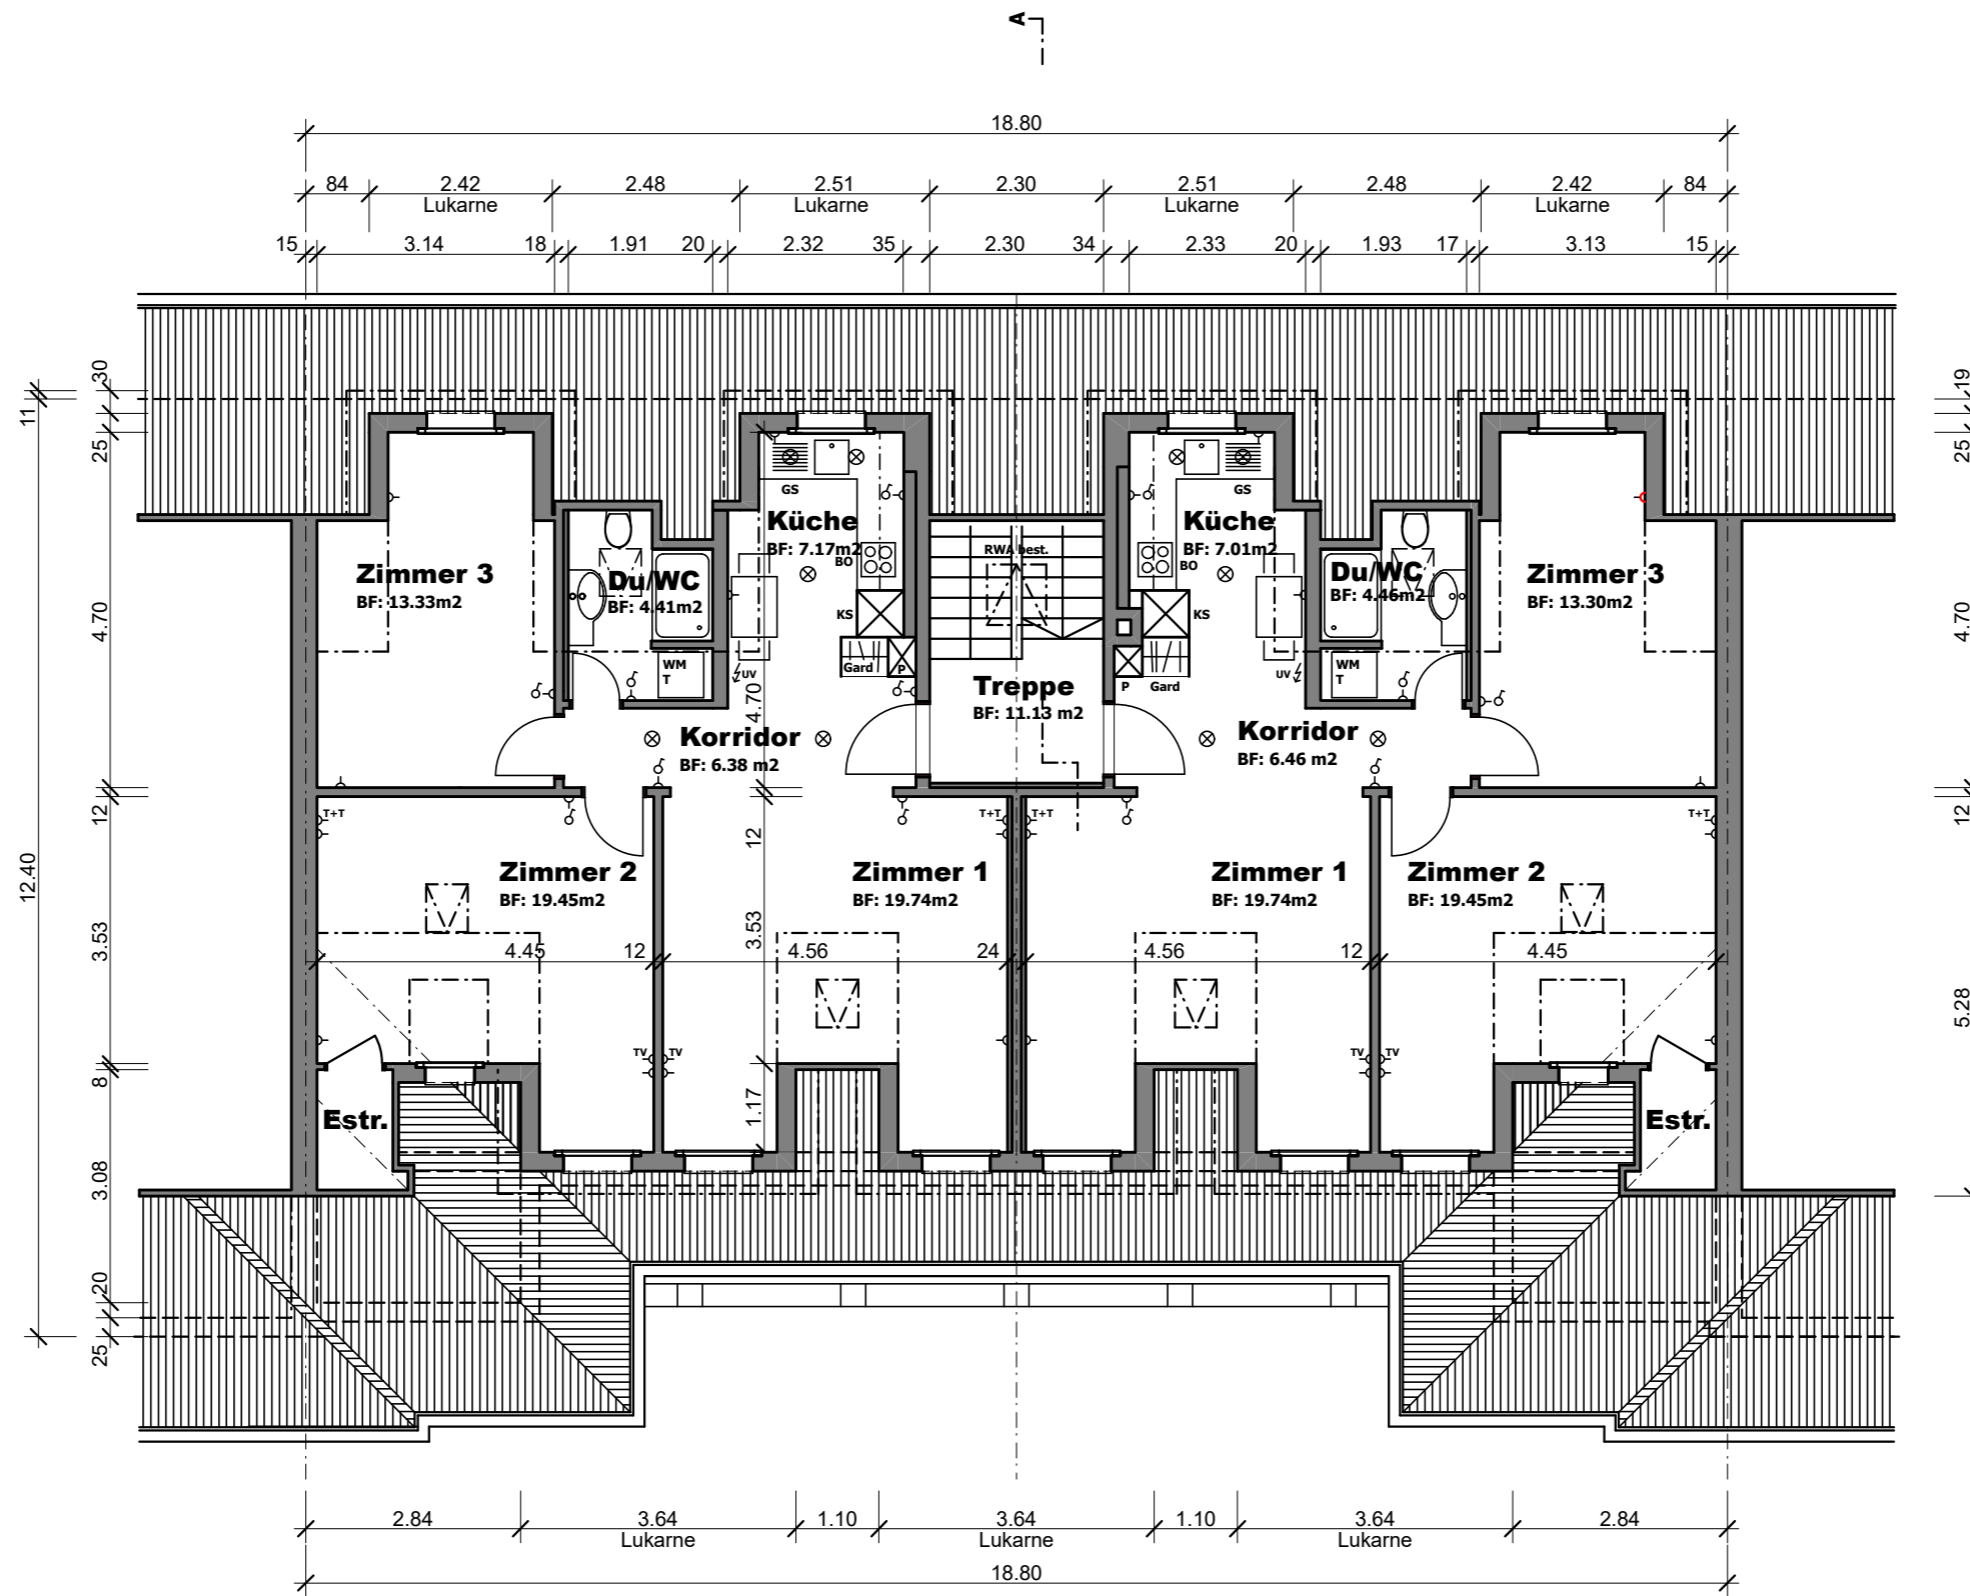 A
18.80
84 2.42 2.48 2.51 2.30 2.51 2.48 2.42 84
Lukarne Lukarne Lukarne Lukarne
15 3.14 18 1.91 20 2.32 35 2.30 34 2.33 20 1.93 17 3.13 15
30
11
25
4.70
12
12.40
3.53
8
3.08
20
25
19
25
4.70
12
5.28
Zimmer 3
BF: 13.33m2
Du/WC
BF: 4.41m2
WM
T
Küche
BF: 7.17m2
GS
BO
KS
Gard
P
UV
4.70
Korridor
BF: 6.38 m2
RWA best.
Treppe
BF: 11.13 m2
Küche
BF: 7.01m2
GS
BO
KS
P
Gard
UV
Korridor
BF: 6.46 m2
Du/WC
BF: 4.46m2
WM
T
Zimmer 3
BF: 13.30m2
T+T
T+T
T+T
T+T
12
Zimmer 2
BF: 19.45m2
Zimmer 1
BF: 19.74m2
Zimmer 1
BF: 19.74m2
Zimmer 2
BF: 19.45m2
3.53
4.45 12 4.56 24 4.56 12 4.45
TV TV
TV TV
1.17
Estr.
Estr.
2.84 3.64 1.10 3.64 1.10 3.64 2.84
Lukarne Lukarne Lukarne
18.80